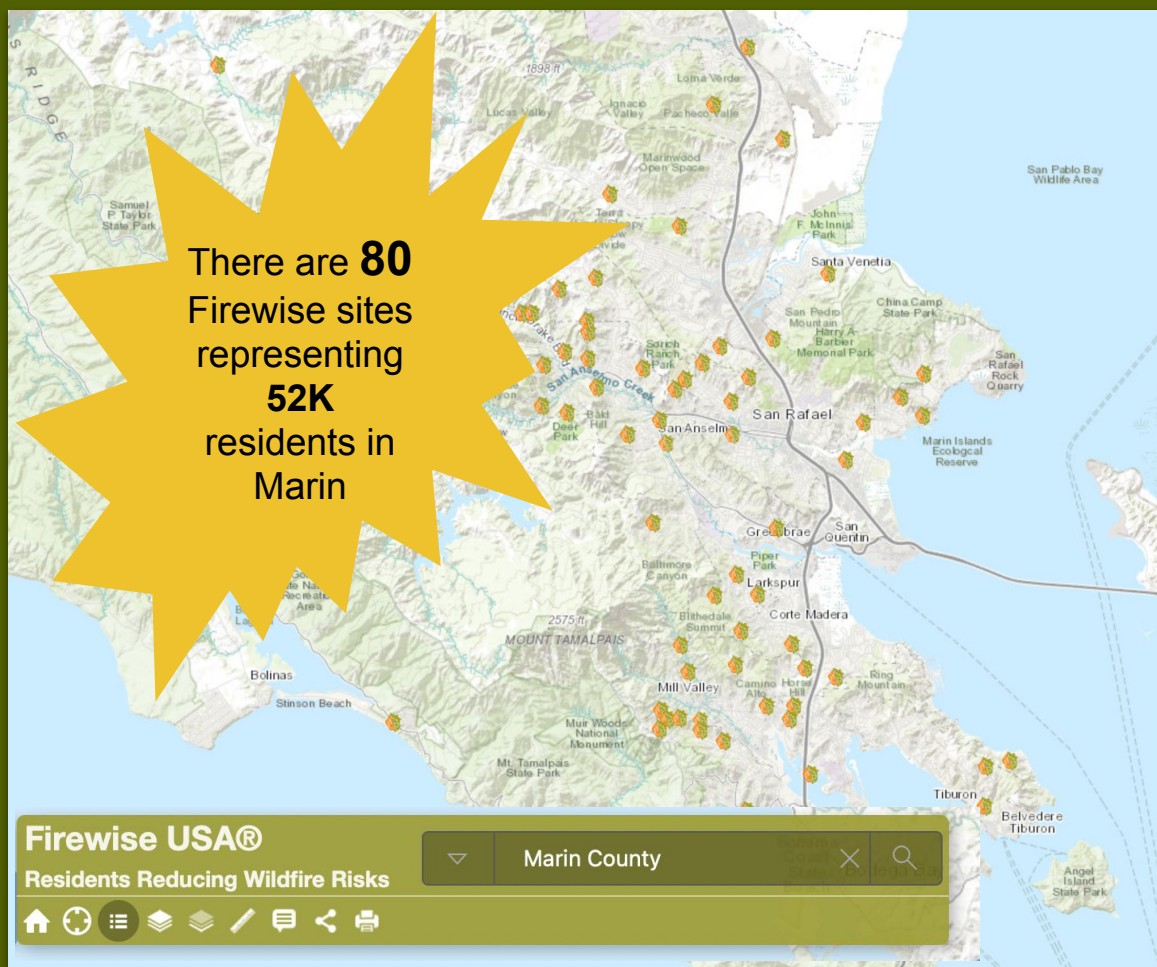 S
RIDGE
1898 ft
Loma Verde
Lucas Valley
Ignacio
Valley
Pacheco Valle
Marinwood
Open Space
San Pablo Bay
Wildlife Area
Samuel
P. Taylor
State Park
John
F. McInnis
Park
Santa Venetia
There are 80
Firewise sites
representing
52K
residents in
Marin
China Camp
State Park
San Pedro
Mountain
Harry A
Barbier
Memorial Park
San
Rafael
Rock
Quarry
Sorich
Ranch
Park
San Anselmo Creek
San Rafael
Deer
Park
Bald
Hill
San Anselm
Marin Islands
Ecological
Reserve
Greenbrae
San
Quentin
Piper
Park
Baltimore
Canyon
Larkspur
Corte Madera
Blithedale
Summit
2575 ft
MOUNT TAMALPAIS
Bolinas
Stinson Beach
Mill Valley
Camino
Alto
Horse
Hill
Ring
Mountain
Muir Woods
National
Monument
Mt. Tamalpais
State Park
Tiburon
Belvedere
Tiburon
Angel
Island
State Park
Firewise USA®
Residents Reducing Wildfire Risks
Marin County